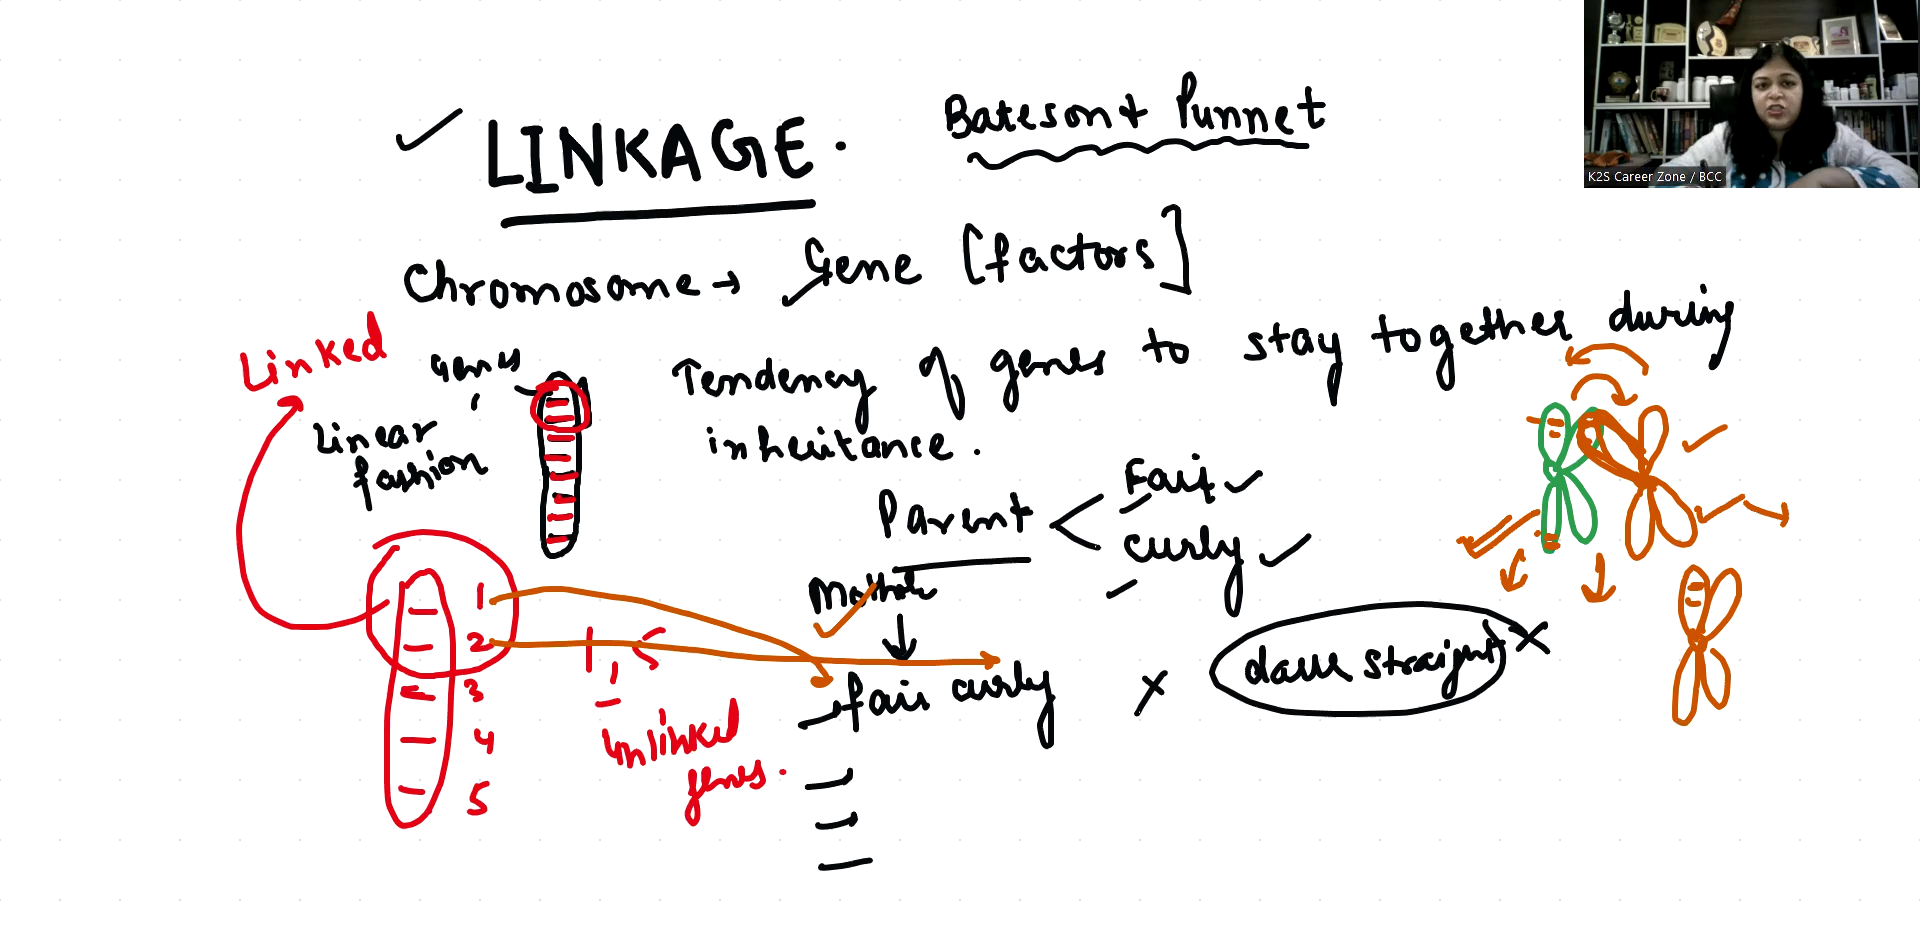 LINKAGE. Bateson & Punnet
Chromosome → Gene [factors]
Linked
Genes
Linear
fashion
Tendency of genes to stay together during
inheritance.
Parent
Fair
curly
Mother
1
2
3
4
5
1, 5
unlinked
genes.
fair curly x dark straight
K2S Career Zone / BCC